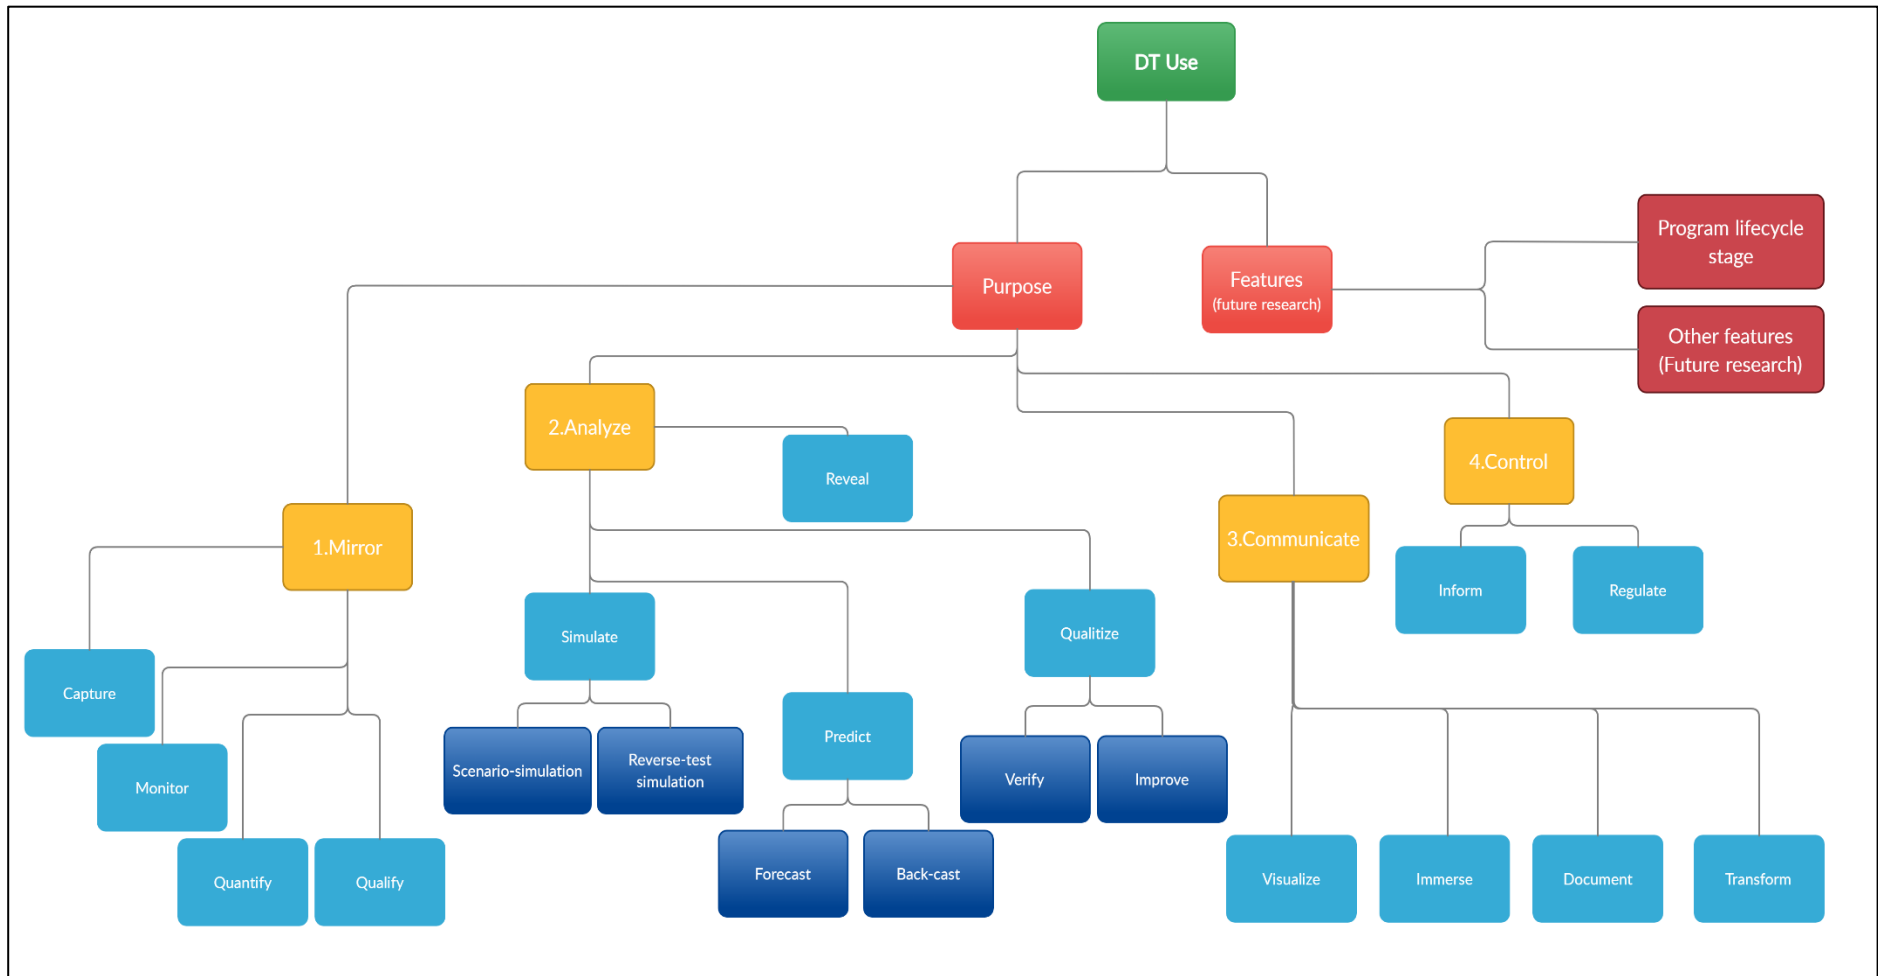 DT Use
Program lifecycle
stage
Purpose
Features
(future research)
Other features
(Future research)
2.Analyze
4.Control
Reveal
1.Mirror
3.Communicate
Inform
Regulate
Simulate
Qualitize
Capture
Predict
Scenario-simulation
Reverse-test
simulation
Verify
Improve
Monitor
Forecast
Back-cast
Quantify
Qualify
Visualize
Immerse
Document
Transform